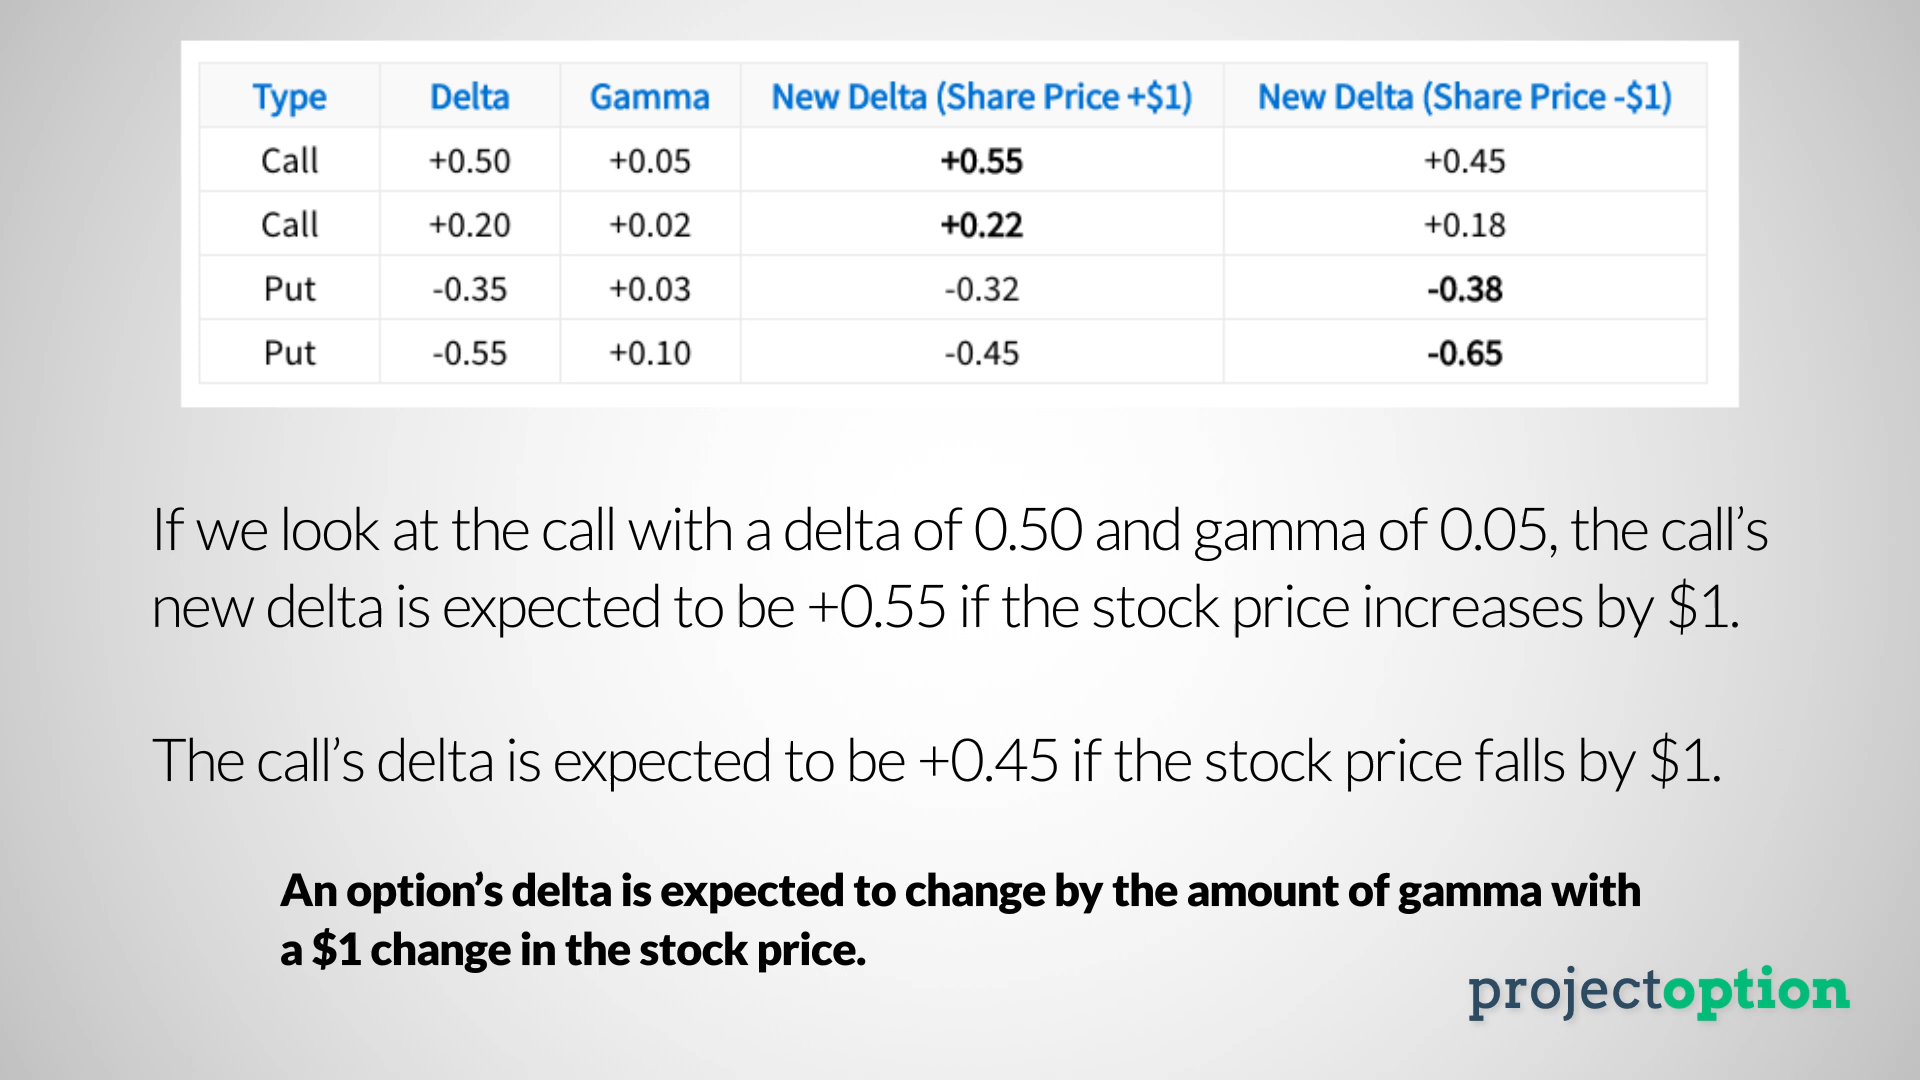 Type Delta Gamma New Delta (Share Price +$1) New Delta (Share Price -$1)
Call +0.50 +0.05 +0.55 +0.45
Call +0.20 +0.02 +0.22 +0.18
Put -0.35 +0.03 -0.32 -0.38
Put -0.55 +0.10 -0.45 -0.65
If we look at the call with a delta of 0.50 and gamma of 0.05, the call’s
new delta is expected to be +0.55 if the stock price increases by $1.
The call’s delta is expected to be +0.45 if the stock price falls by $1.
An option’s delta is expected to change by the amount of gamma with
a $1 change in the stock price.
projectoption